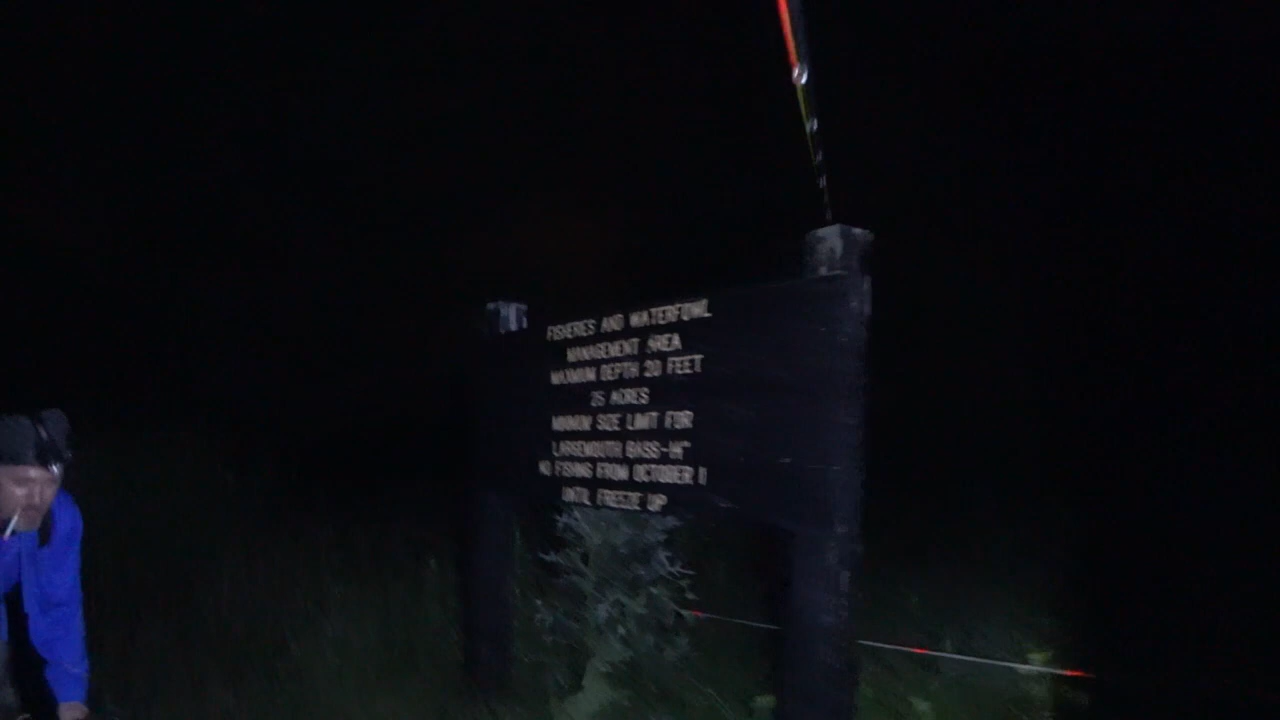 FISHERIES AND WATERFOWL
MANAGEMENT AREA
MAXIMUM DEPTH 20 FEET
25 ACRES
MINIMUM SIZE LIMIT FOR
LARGEMOUTH BASS-14"
NO FISHING FROM OCTOBER 11
UNTIL FREEZE UP